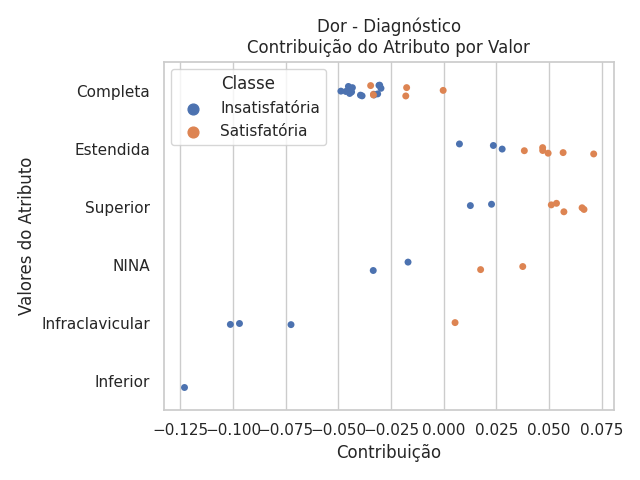 Dor - Diagnóstico
Contribuição do Atributo por Valor
Classe
Insatisfatória
Satisfatória
Valores do Atributo
Completa
Estendida
Superior
NINA
Infraclavicular
Inferior
−0.125 −0.100 −0.075 −0.050 −0.025 0.000 0.025 0.050 0.075
Contribuição